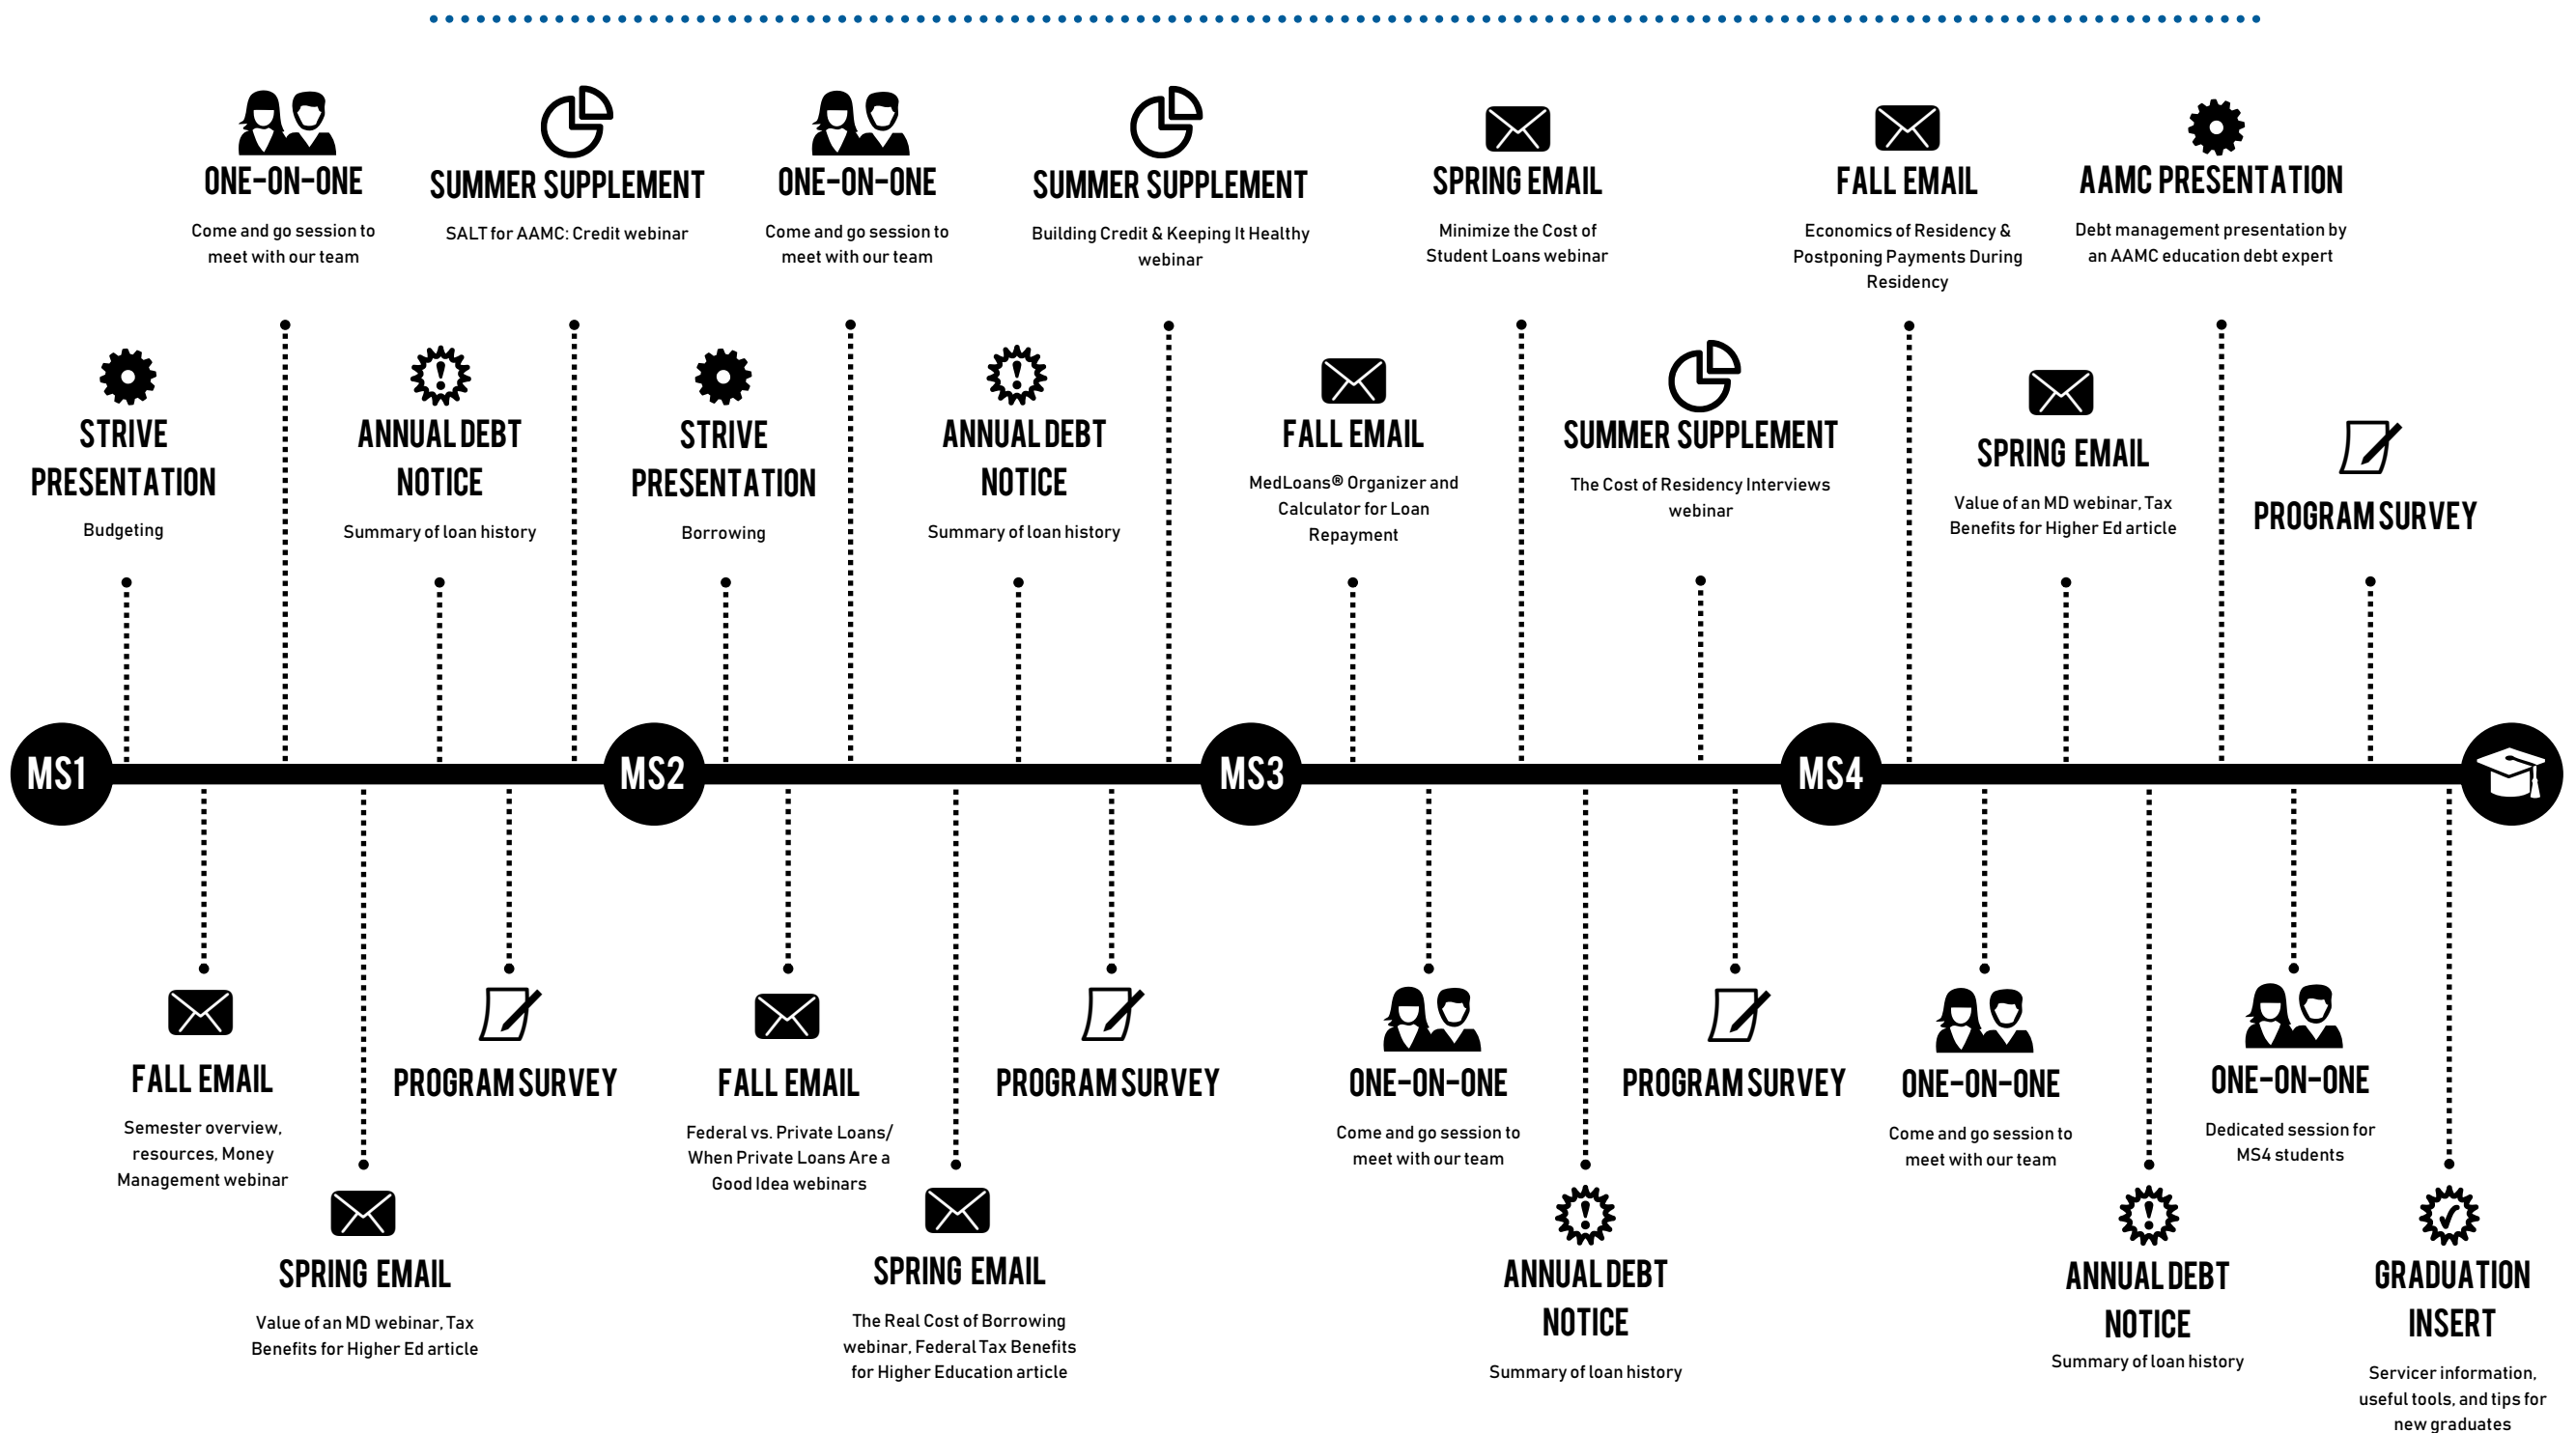 ONE-ON-ONE
Come and go session to
meet with our team
SUMMER SUPPLEMENT
SALT for AAMC: Credit webinar
ONE-ON-ONE
Come and go session to
meet with our team
SUMMER SUPPLEMENT
Building Credit & Keeping It Healthy
webinar
SPRING EMAIL
Minimize the Cost of
Student Loans webinar
FALL EMAIL
Economics of Residency &
Postponing Payments During
Residency
AAMC PRESENTATION
Debt management presentation by
an AAMC education debt expert
STRIVE
PRESENTATION
Budgeting
ANNUAL DEBT
NOTICE
Summary of loan history
STRIVE
PRESENTATION
Borrowing
ANNUAL DEBT
NOTICE
Summary of loan history
FALL EMAIL
MedLoans® Organizer and
Calculator for Loan
Repayment
SUMMER SUPPLEMENT
The Cost of Residency Interviews
webinar
SPRING EMAIL
Value of an MD webinar, Tax
Benefits for Higher Ed article
PROGRAM SURVEY
MS1
MS2
MS3
MS4
FALL EMAIL
Semester overview,
resources, Money
Management webinar
SPRING EMAIL
Value of an MD webinar, Tax
Benefits for Higher Ed article
PROGRAM SURVEY
FALL EMAIL
Federal vs. Private Loans/
When Private Loans Are a
Good Idea webinars
SPRING EMAIL
The Real Cost of Borrowing
webinar, Federal Tax Benefits
for Higher Education article
PROGRAM SURVEY
ONE-ON-ONE
Come and go session to
meet with our team
ANNUAL DEBT
NOTICE
Summary of loan history
PROGRAM SURVEY
ONE-ON-ONE
Come and go session to
meet with our team
ANNUAL DEBT
NOTICE
Summary of loan history
ONE-ON-ONE
Dedicated session for
MS4 students
GRADUATION
INSERT
Servicer information,
useful tools, and tips for
new graduates